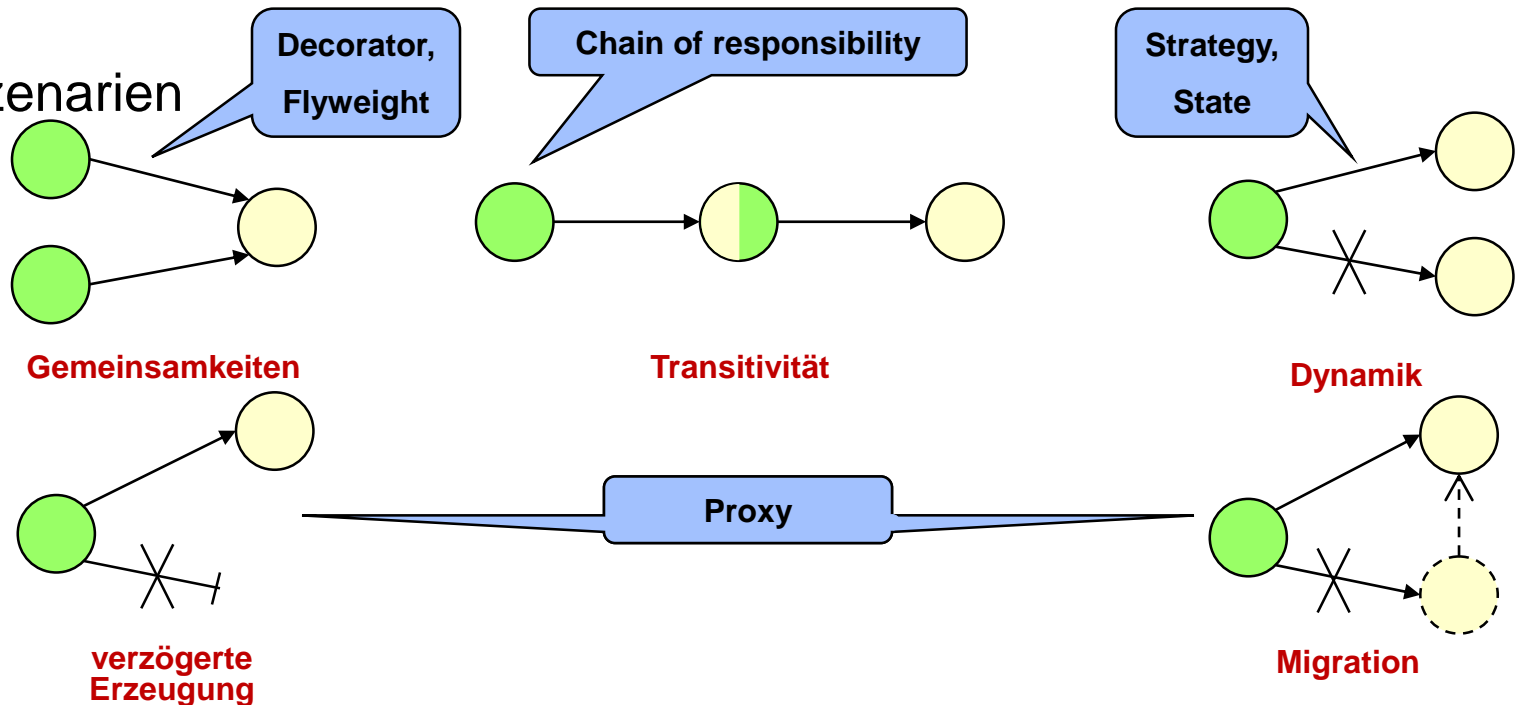 Decorator,
Flyweight
Chain of responsibility
Strategy,
State
zenarien
Gemeinsamkeiten
Transitivität
Dynamik
Proxy
verzögerte
Erzeugung
Migration